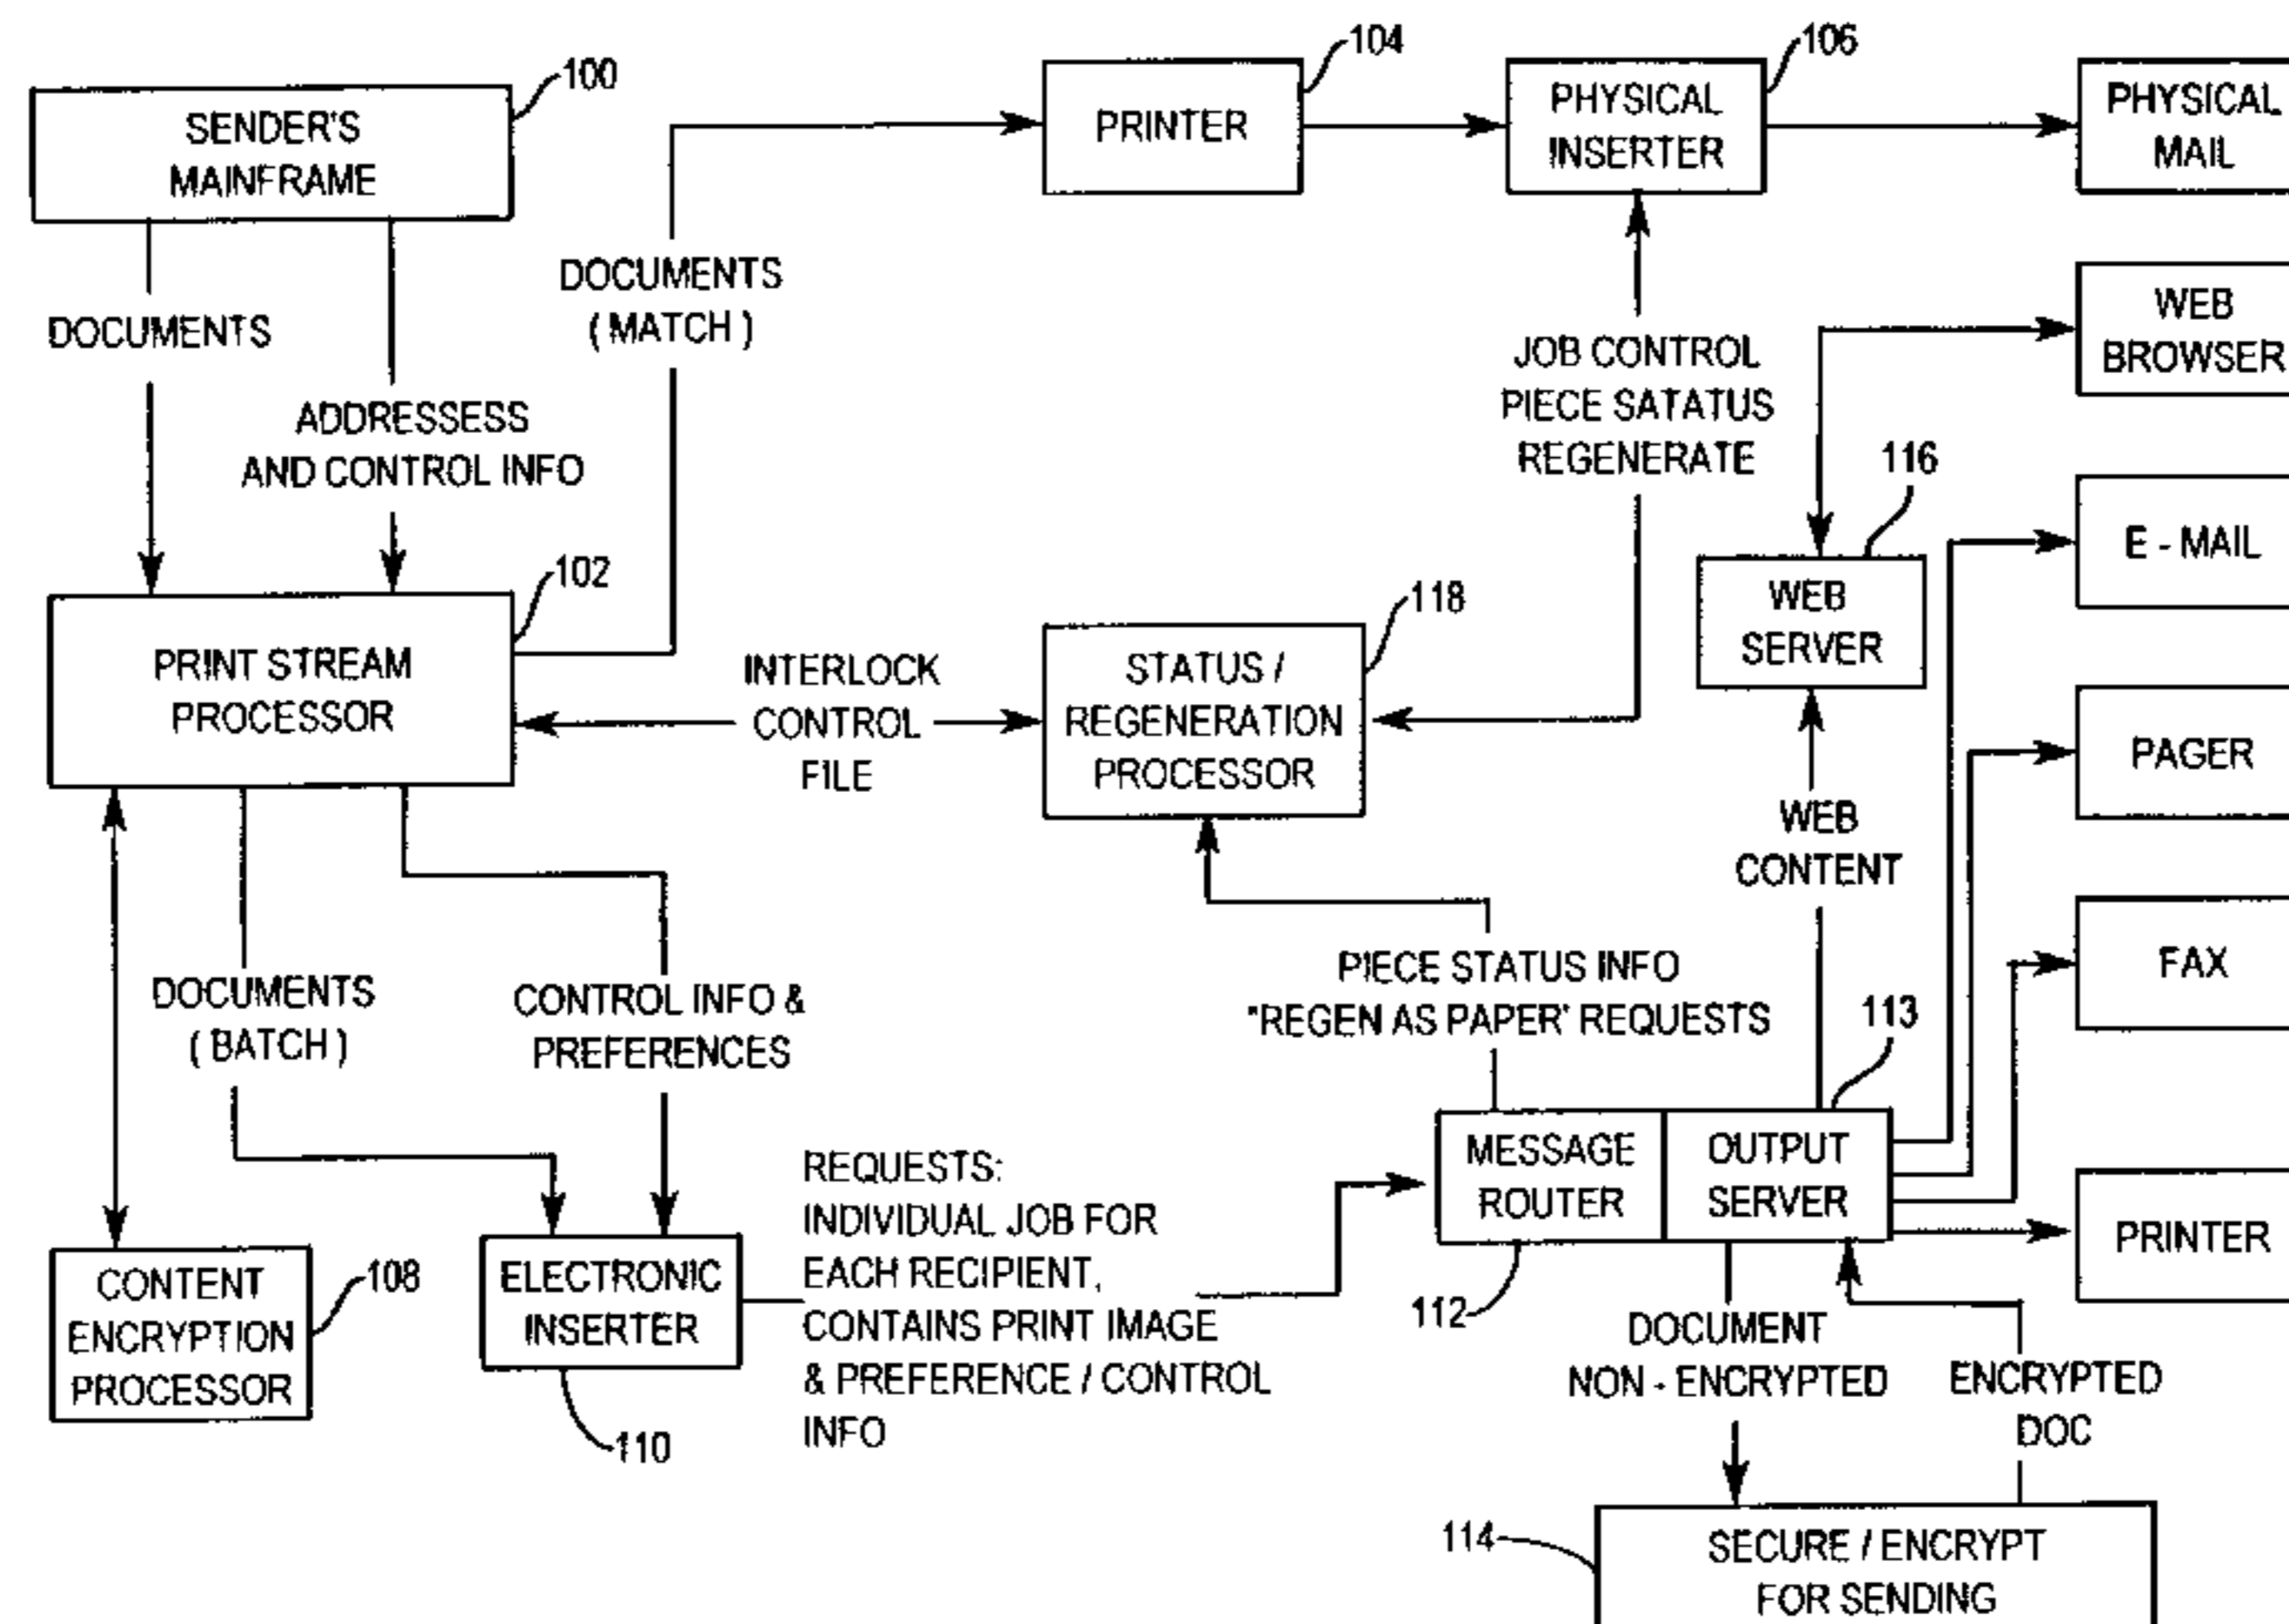 100
SENDER'S
MAINFRAME
104
PRINTER
106
PHYSICAL
INSERTER
PHYSICAL
MAIL
DOCUMENTS
ADDRESSESS
AND CONTROL INFO
DOCUMENTS
( MATCH )
JOB CONTROL
PIECE SATATUS
REGENERATE
WEB
BROWSER
116
WEB
SERVER
E - MAIL
102
PRINT STREAM
PROCESSOR
INTERLOCK
CONTROL
FILE
118
STATUS /
REGENERATION
PROCESSOR
PAGER
WEB
CONTENT
FAX
DOCUMENTS
( BATCH )
CONTROL INFO &
PREFERENCES
PIECE STATUS INFO
"REGEN AS PAPER' REQUESTS
113
MESSAGE
ROUTER
OUTPUT
SERVER
112
PRINTER
CONTENT
ENCRYPTION
PROCESSOR
108
ELECTRONIC
INSERTER
110
REQUESTS:
INDIVIDUAL JOB FOR
EACH RECIPIENT,
CONTAINS PRINT IMAGE
& PREFERENCE / CONTROL
INFO
DOCUMENT
NON - ENCRYPTED
ENCRYPTED
DOC
114
SECURE / ENCRYPT
FOR SENDING